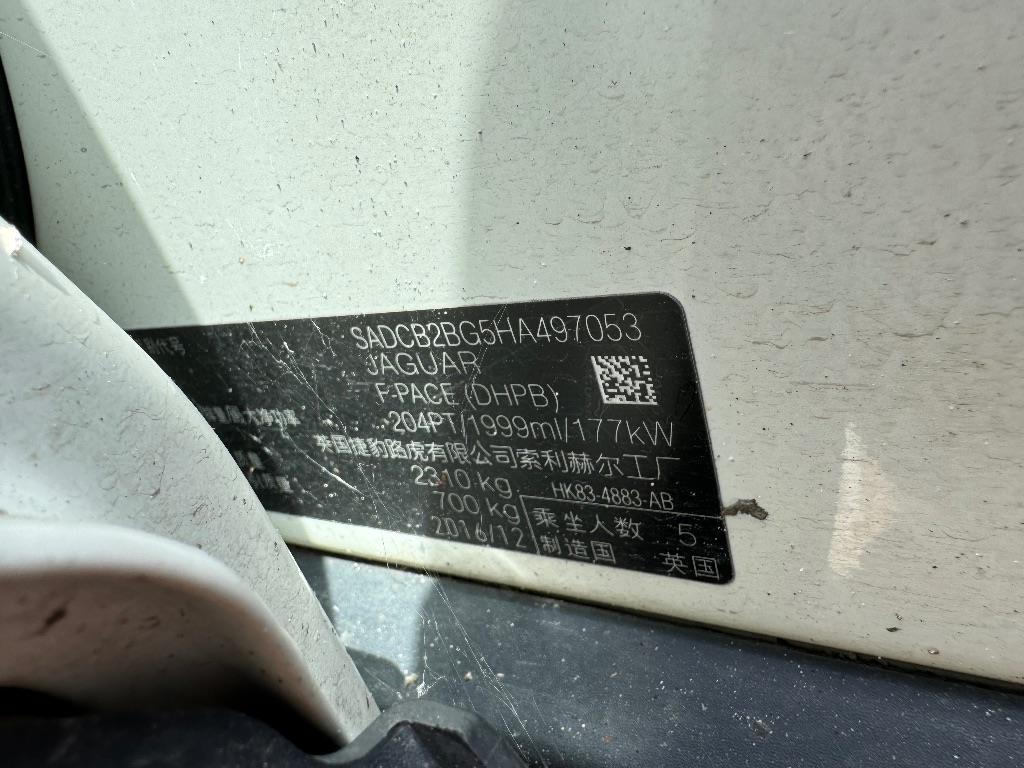 SADCB2BG5HA497053
JAGUAR
F-PACE (DHPB)
204PT/1999ml/177kW
英国捷豹路虎有限公司索利赫尔工厂
2310 kg
HK83-4883-AB
700 kg 乘坐人数 5
2016/12 制造国 英国